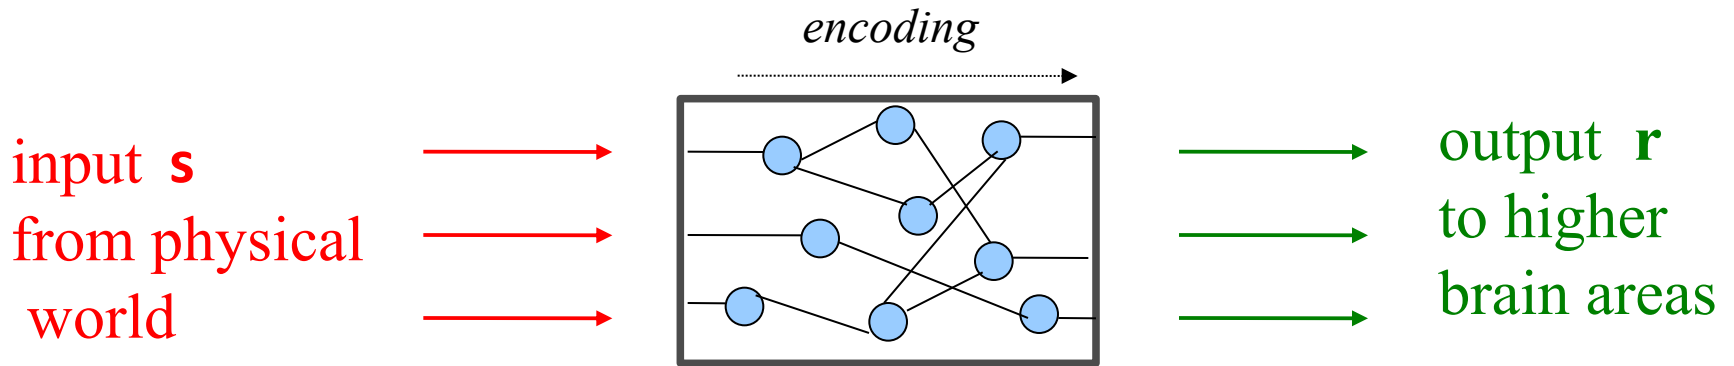 encoding
input s
from physical
world
output r
to higher
brain areas